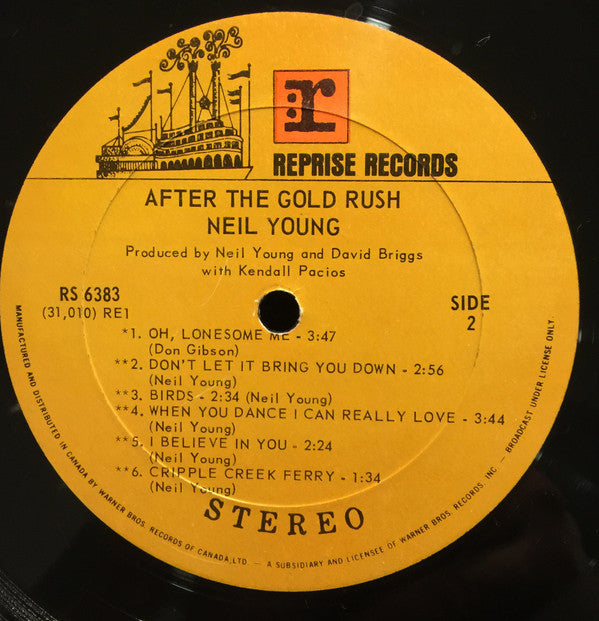 :r
REPRISE RECORDS
AFTER THE GOLD RUSH
NEIL YOUNG
Produced by Neil Young and David Briggs
with Kendall Pacios
RS 6383
(31,010) RE1
SIDE
2
*1. OH, LONESOME ME - 3:47
(Don Gibson)
**2. DON'T LET IT BRING YOU DOWN - 2:56
(Neil Young)
**3. BIRDS - 2:34 (Neil Young)
**4. WHEN YOU DANCE I CAN REALLY LOVE - 3:44
(Neil Young)
**5. I BELIEVE IN YOU - 2:24
(Neil Young)
**6. CRIPPLE CREEK FERRY - 1:34
(Neil Young)
STEREO
MANUFACTURED AND DISTRIBUTED IN CANADA BY WARNER BROS. RECORDS OF CANADA, LTD. — A SUBSIDIARY AND LICENSEE OF WARNER BROS. RECORDS, INC — BROADCAST UNDER LICENSE ONLY.